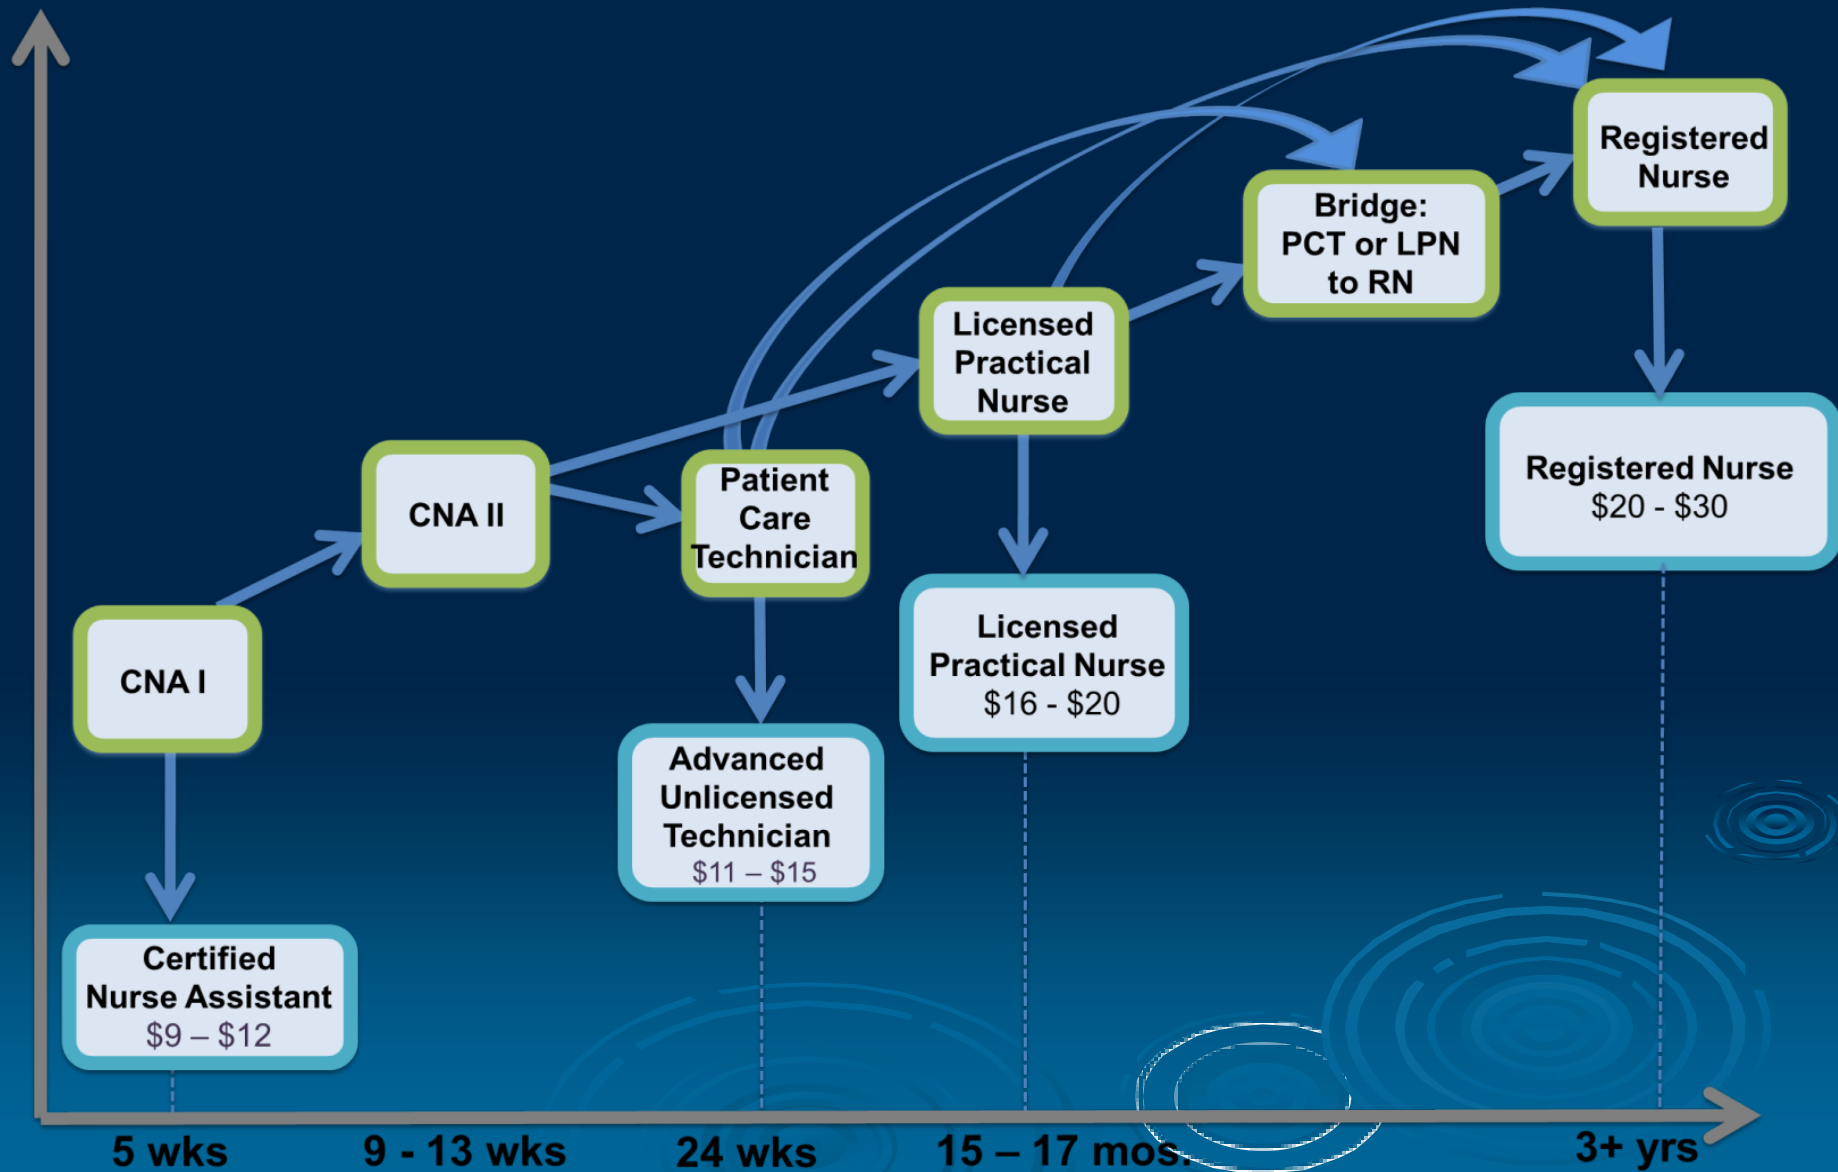 Registered
Nurse
Bridge:
PCT or LPN
to RN
Licensed
Practical
Nurse
CNA II
Patient
Care
Technician
CNA I
Registered Nurse
$20 - $30
Licensed
Practical Nurse
$16 - $20
Advanced
Unlicensed
Technician
$11 – $15
Certified
Nurse Assistant
$9 – $12
5 wks
9 - 13 wks
24 wks
15 – 17 mos.
3+ yrs